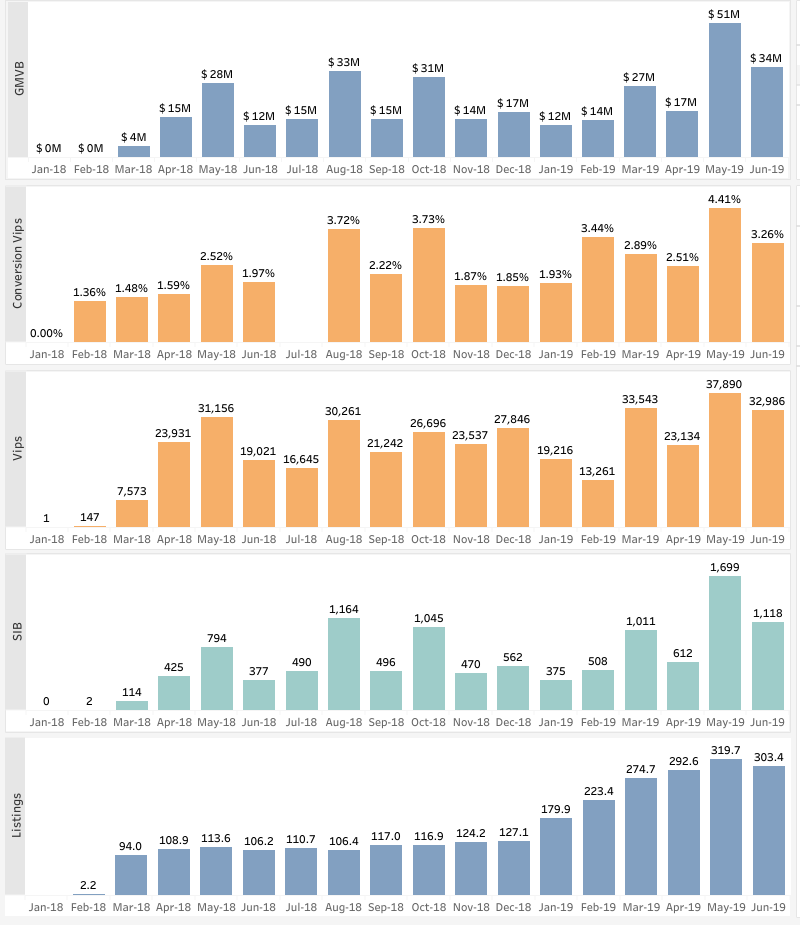 GMVB
$ 0M $ 0M $ 4M $ 15M $ 28M $ 12M $ 15M $ 33M $ 15M $ 31M $ 14M $ 17M $ 12M $ 14M $ 27M $ 17M $ 51M $ 34M
Jan-18 Feb-18 Mar-18 Apr-18 May-18 Jun-18 Jul-18 Aug-18 Sep-18 Oct-18 Nov-18 Dec-18 Jan-19 Feb-19 Mar-19 Apr-19 May-19 Jun-19
Conversion Vips
0.00% 1.36% 1.48% 1.59% 2.52% 1.97% 3.72% 2.22% 3.73% 1.87% 1.85% 1.93% 3.44% 2.89% 2.51% 4.41% 3.26%
Jan-18 Feb-18 Mar-18 Apr-18 May-18 Jun-18 Jul-18 Aug-18 Sep-18 Oct-18 Nov-18 Dec-18 Jan-19 Feb-19 Mar-19 Apr-19 May-19 Jun-19
Vips
1 147 7,573 23,931 31,156 19,021 16,645 30,261 21,242 26,696 23,537 27,846 19,216 13,261 33,543 23,134 37,890 32,986
Jan-18 Feb-18 Mar-18 Apr-18 May-18 Jun-18 Jul-18 Aug-18 Sep-18 Oct-18 Nov-18 Dec-18 Jan-19 Feb-19 Mar-19 Apr-19 May-19 Jun-19
SIB
0 2 114 425 794 377 490 1,164 496 1,045 470 562 375 508 1,011 612 1,699 1,118
Jan-18 Feb-18 Mar-18 Apr-18 May-18 Jun-18 Jul-18 Aug-18 Sep-18 Oct-18 Nov-18 Dec-18 Jan-19 Feb-19 Mar-19 Apr-19 May-19 Jun-19
Listings
2.2 94.0 108.9 113.6 106.2 110.7 106.4 117.0 116.9 124.2 127.1 179.9 223.4 274.7 292.6 319.7 303.4
Jan-18 Feb-18 Mar-18 Apr-18 May-18 Jun-18 Jul-18 Aug-18 Sep-18 Oct-18 Nov-18 Dec-18 Jan-19 Feb-19 Mar-19 Apr-19 May-19 Jun-19